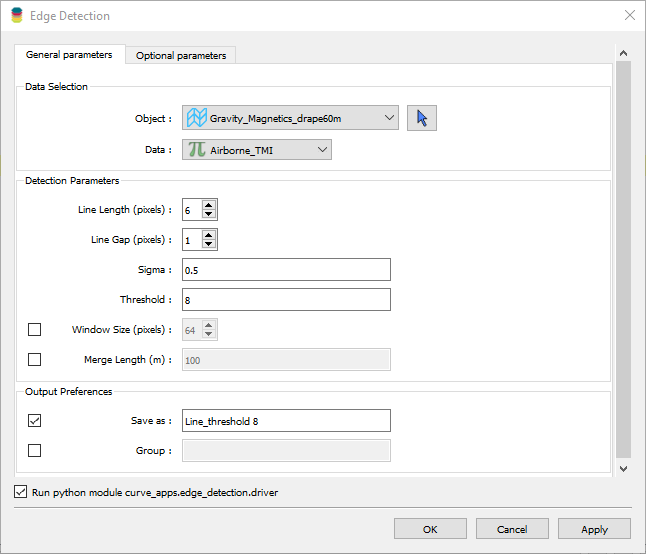 Edge Detection
General parameters
Optional parameters
Data Selection
Object :
Gravity_Magnetics_drape60m
Data :
Airborne_TMI
Detection Parameters
Line Length (pixels) :
6
Line Gap (pixels) :
1
Sigma :
0.5
Threshold :
8
Window Size (pixels) :
64
Merge Length (m) :
100
Output Preferences
Save as :
Line_threshold 8
Group :
Run python module curve_apps.edge_detection.driver
OK
Cancel
Apply